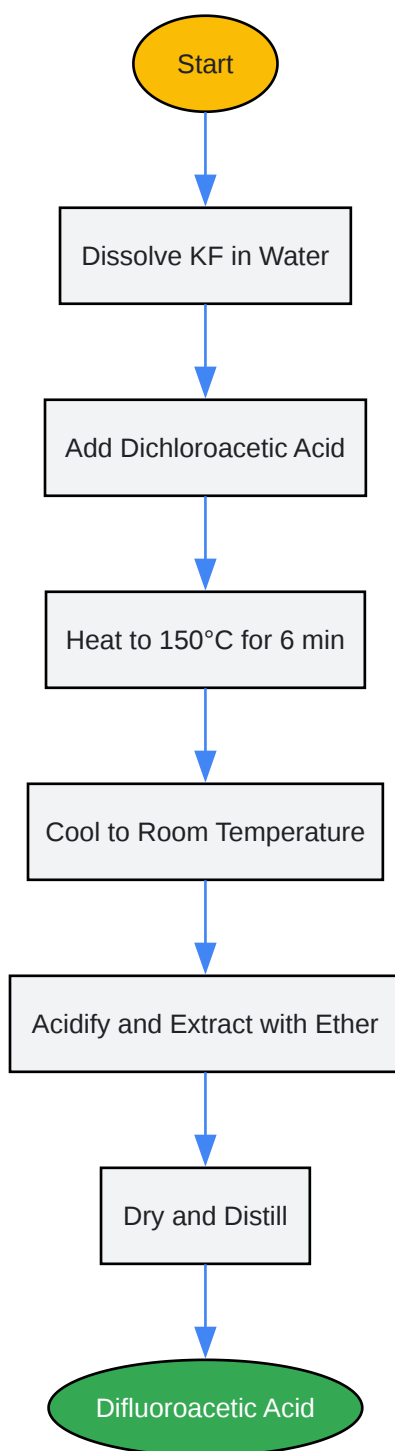 Start
Dissolve KF in Water
Add Dichloroacetic Acid
Heat to 150°C for 6 min
Cool to Room Temperature
Acidify and Extract with Ether
Dry and Distill
Difluoroacetic Acid